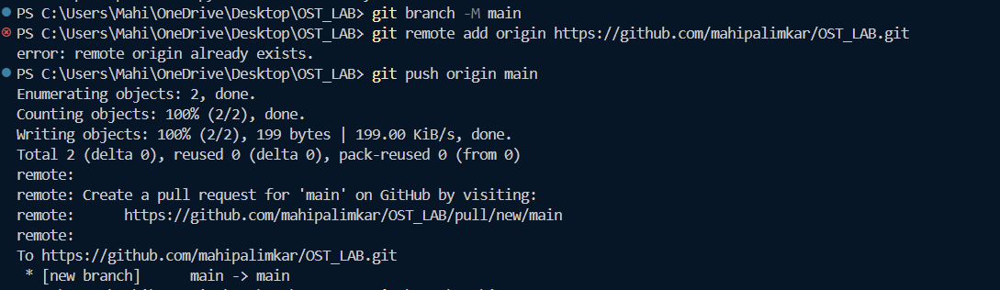 PS C:\Users\Mahi\OneDrive\Desktop\OST_LAB> git branch -M main
PS C:\Users\Mahi\OneDrive\Desktop\OST_LAB> git remote add origin https://github.com/mahipalimkar/OST_LAB.git
error: remote origin already exists.
PS C:\Users\Mahi\OneDrive\Desktop\OST_LAB> git push origin main
Enumerating objects: 2, done.
Counting objects: 100% (2/2), done.
Writing objects: 100% (2/2), 199 bytes | 199.00 KiB/s, done.
Total 2 (delta 0), reused 0 (delta 0), pack-reused 0 (from 0)
remote:
remote: Create a pull request for 'main' on GitHub by visiting:
remote:      https://github.com/mahipalimkar/OST_LAB/pull/new/main
remote:
To https://github.com/mahipalimkar/OST_LAB.git
 * [new branch]      main -> main